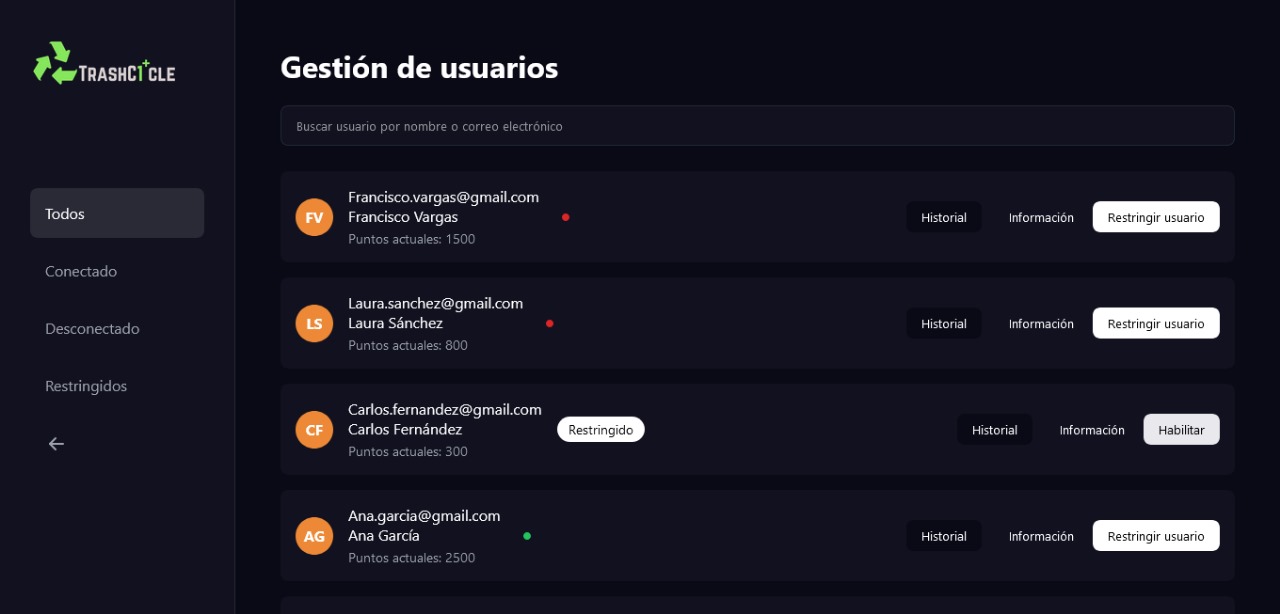 TRASHC1+CLE
Todos
Conectado
Desconectado
Restringidos
Gestión de usuarios
Buscar usuario por nombre o correo electrónico
FV
Francisco.vargas@gmail.com
Francisco Vargas
Puntos actuales: 1500
Historial
Información
Restringir usuario
LS
Laura.sanchez@gmail.com
Laura Sánchez
Puntos actuales: 800
Historial
Información
Restringir usuario
CF
Carlos.fernandez@gmail.com
Carlos Fernández
Puntos actuales: 300
Restringido
Historial
Información
Habilitar
AG
Ana.garcia@gmail.com
Ana García
Puntos actuales: 2500
Historial
Información
Restringir usuario